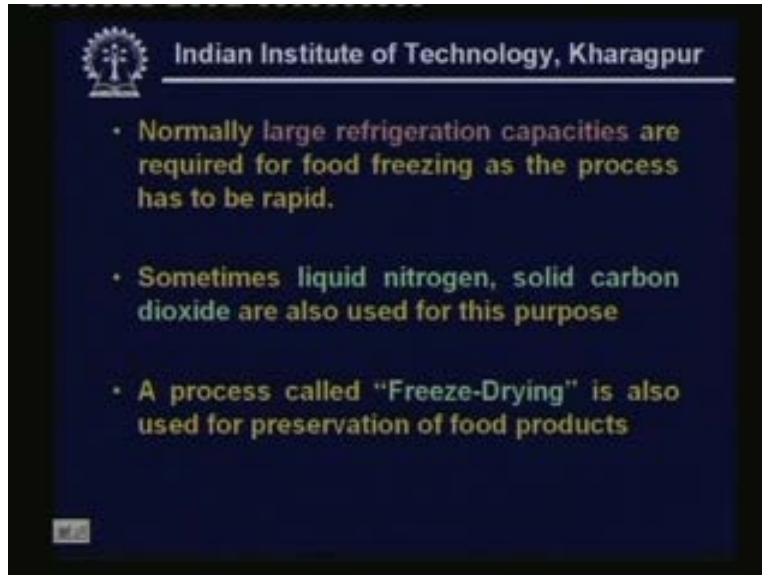 Indian Institute of Technology, Kharagpur
• Normally large refrigeration capacities are
required for food freezing as the process
has to be rapid.
• Sometimes liquid nitrogen, solid carbon
dioxide are also used for this purpose
• A process called “Freeze-Drying” is also
used for preservation of food products